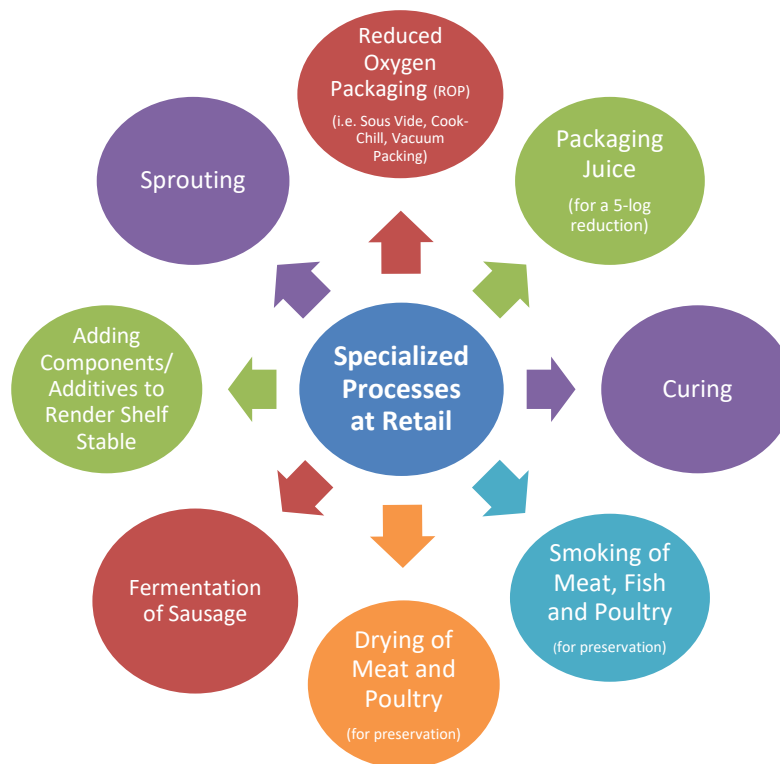 Reduced
Oxygen
Packaging (ROP)
(i.e. Sous Vide, Cook-
Chill, Vacuum
Packing)
Packaging
Juice
(for a 5-log
reduction)
Curing
Smoking of
Meat, Fish
and Poultry
(for preservation)
Drying of
Meat and
Poultry
(for preservation)
Fermentation
of Sausage
Adding
Components/
Additives to
Render Shelf
Stable
Sprouting
Specialized
Processes
at Retail